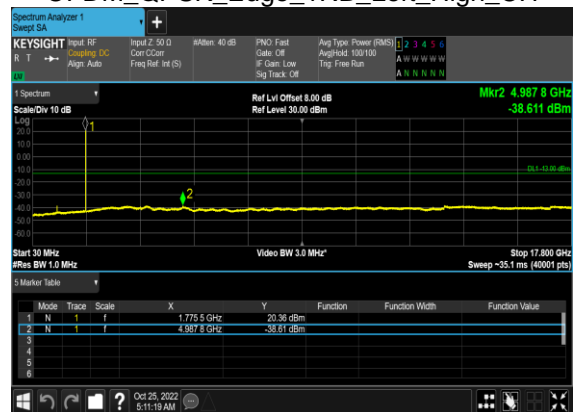 Spectrum Analyzer 1
Swept SA
+
KEYSIGHT Input: RF Input Z: 50 Ω #Atten: 40 dB PNO: Fast Avg Type: Power (RMS) 1 2 3 4 5 6
R T Coupling: DC Corr CCorr Gate: Off Avg|Hold: 100/100 A W W W W W
Align: Auto Freq Ref: Int (S) IF Gain: Low Trig: Free Run
LU Sig Track: Off A N N N N N
1 Spectrum Ref Lvl Offset 8.00 dB Mkr2 4.987 8 GHz
Scale/Div 10 dB Ref Level 30.00 dBm -38.611 dBm
Log
20.0
10.0
0.00
-10.0
-20.0
-30.0
-40.0
-50.0
-60.0
1
2
DL1 -13.00 dBm
Start 30 MHz Video BW 3.0 MHz* Stop 17.800 GHz
#Res BW 1.0 MHz Sweep ~35.1 ms (40001 pts)
5 Marker Table
Mode Trace Scale X Y Function Function Width Function Value
1 N 1 f 1.775 5 GHz 20.36 dBm
2 N 1 f 4.987 8 GHz -38.61 dBm
3
4
5
6
? Oct 25, 2022
5:11:19 AM